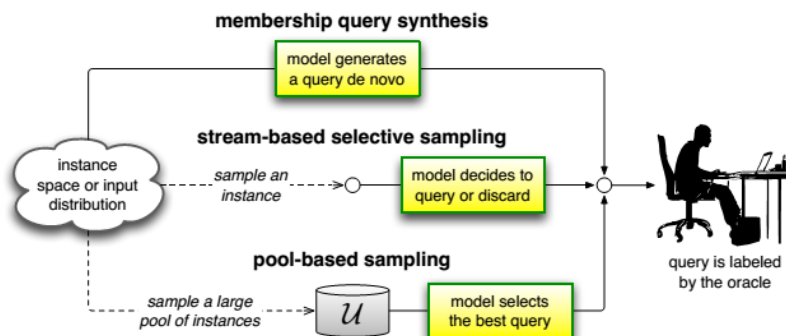 membership query synthesis
model generates
a query de novo
stream-based selective sampling
instance
space or input
distribution
sample an
instance
model decides to
query or discard
pool-based sampling
sample a large
pool of instances
U
model selects
the best query
query is labeled
by the oracle